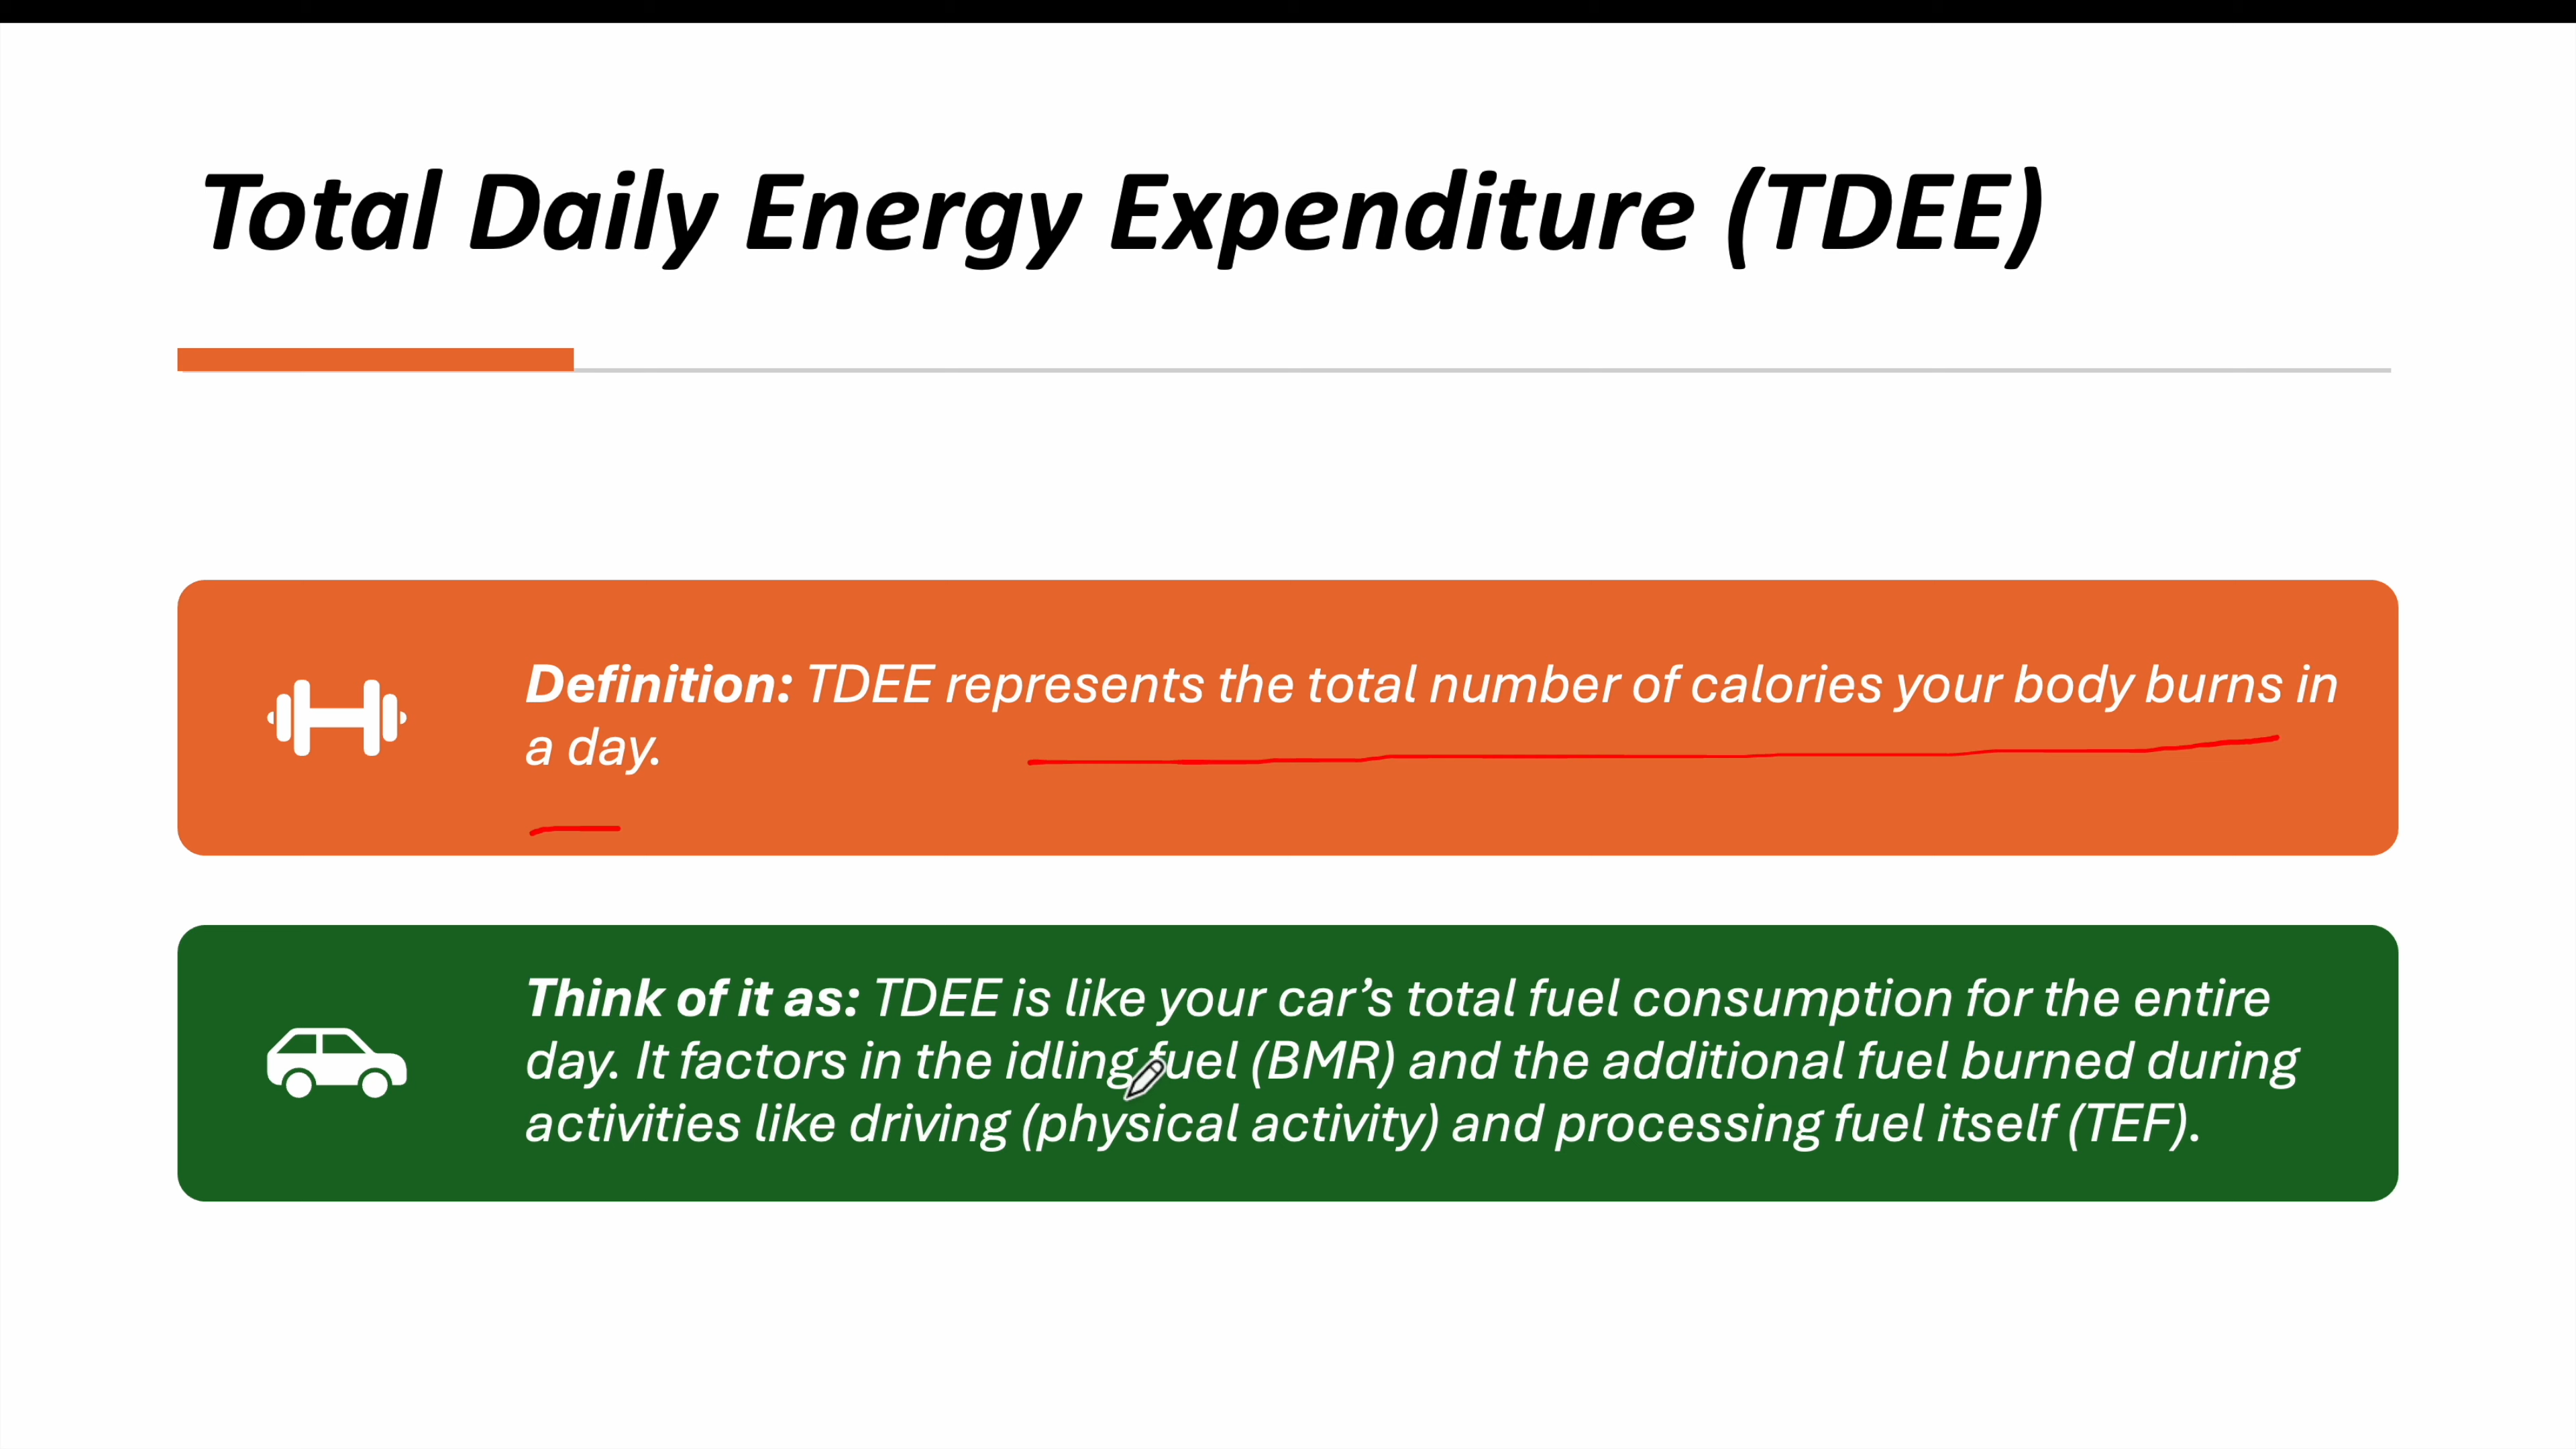 Total Daily Energy Expenditure (TDEE)
Definition: TDEE represents the total number of calories your body burns in
a day.
Think of it as: TDEE is like your car’s total fuel consumption for the entire
day. It factors in the idling fuel (BMR) and the additional fuel burned during
activities like driving (physical activity) and processing fuel itself (TEF).